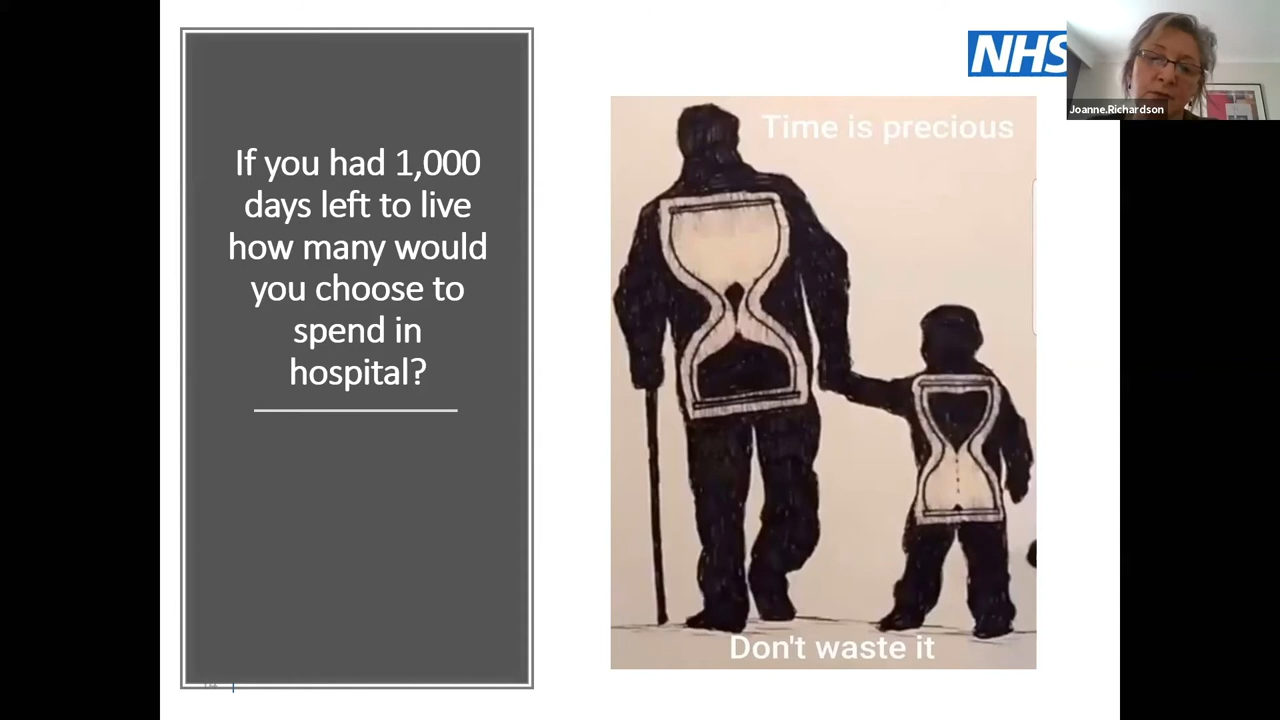 If you had 1,000
days left to live
how many would
you choose to
spend in
hospital?
NHS
Joanne.Richardson
Time is precious
Don't waste it